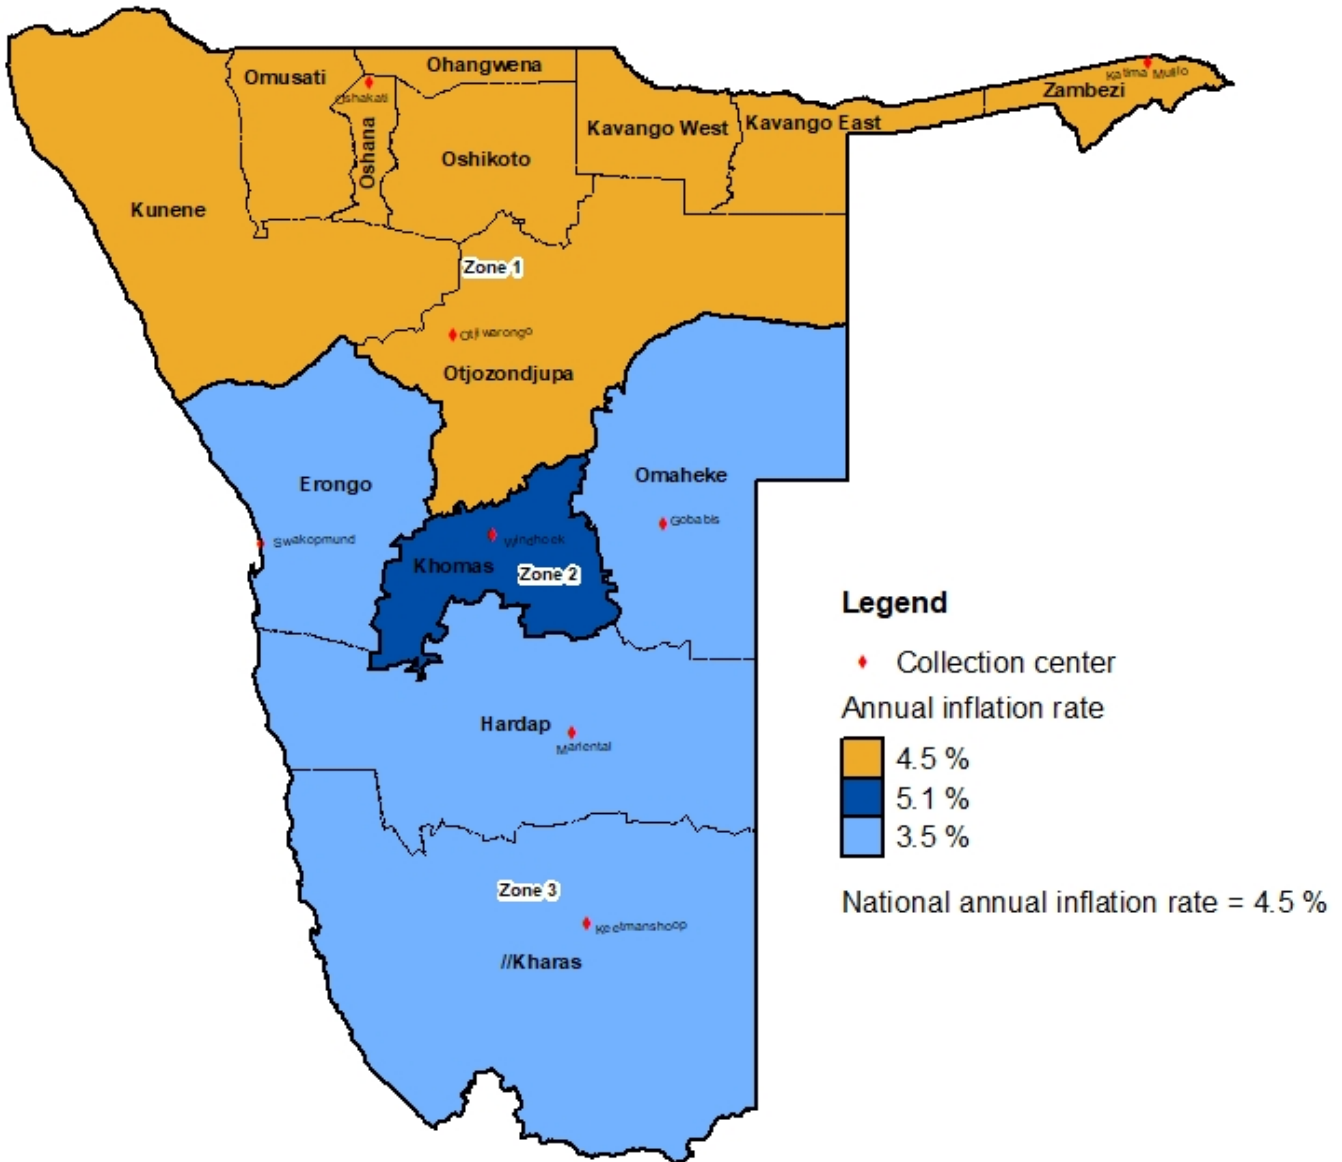 Ohangwena
Omusati
Oshakati
Katima Mulilo
Zambezi
Kavango West
Kavango East
Oshana
Oshikoto
Kunene
Zone 1
Otjiwarongo
Otjozondjupa
Erongo
Omaheke
Gobabis
Swakopmund
Windhoek
Khomas
Zone 2
Legend
Collection center
Annual inflation rate
Hardap
Mariental
4.5 %
5.1 %
3.5 %
Zone 3
National annual inflation rate = 4.5 %
Keetmanshoop
//Kharas